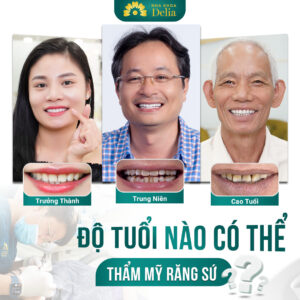 NHA KHOA
Delia
Trưởng Thành
Trung Niên
Cao Tuổi
ĐỘ TUỔI NÀO CÓ THỂ
THẨM MỸ RĂNG SỨ
???